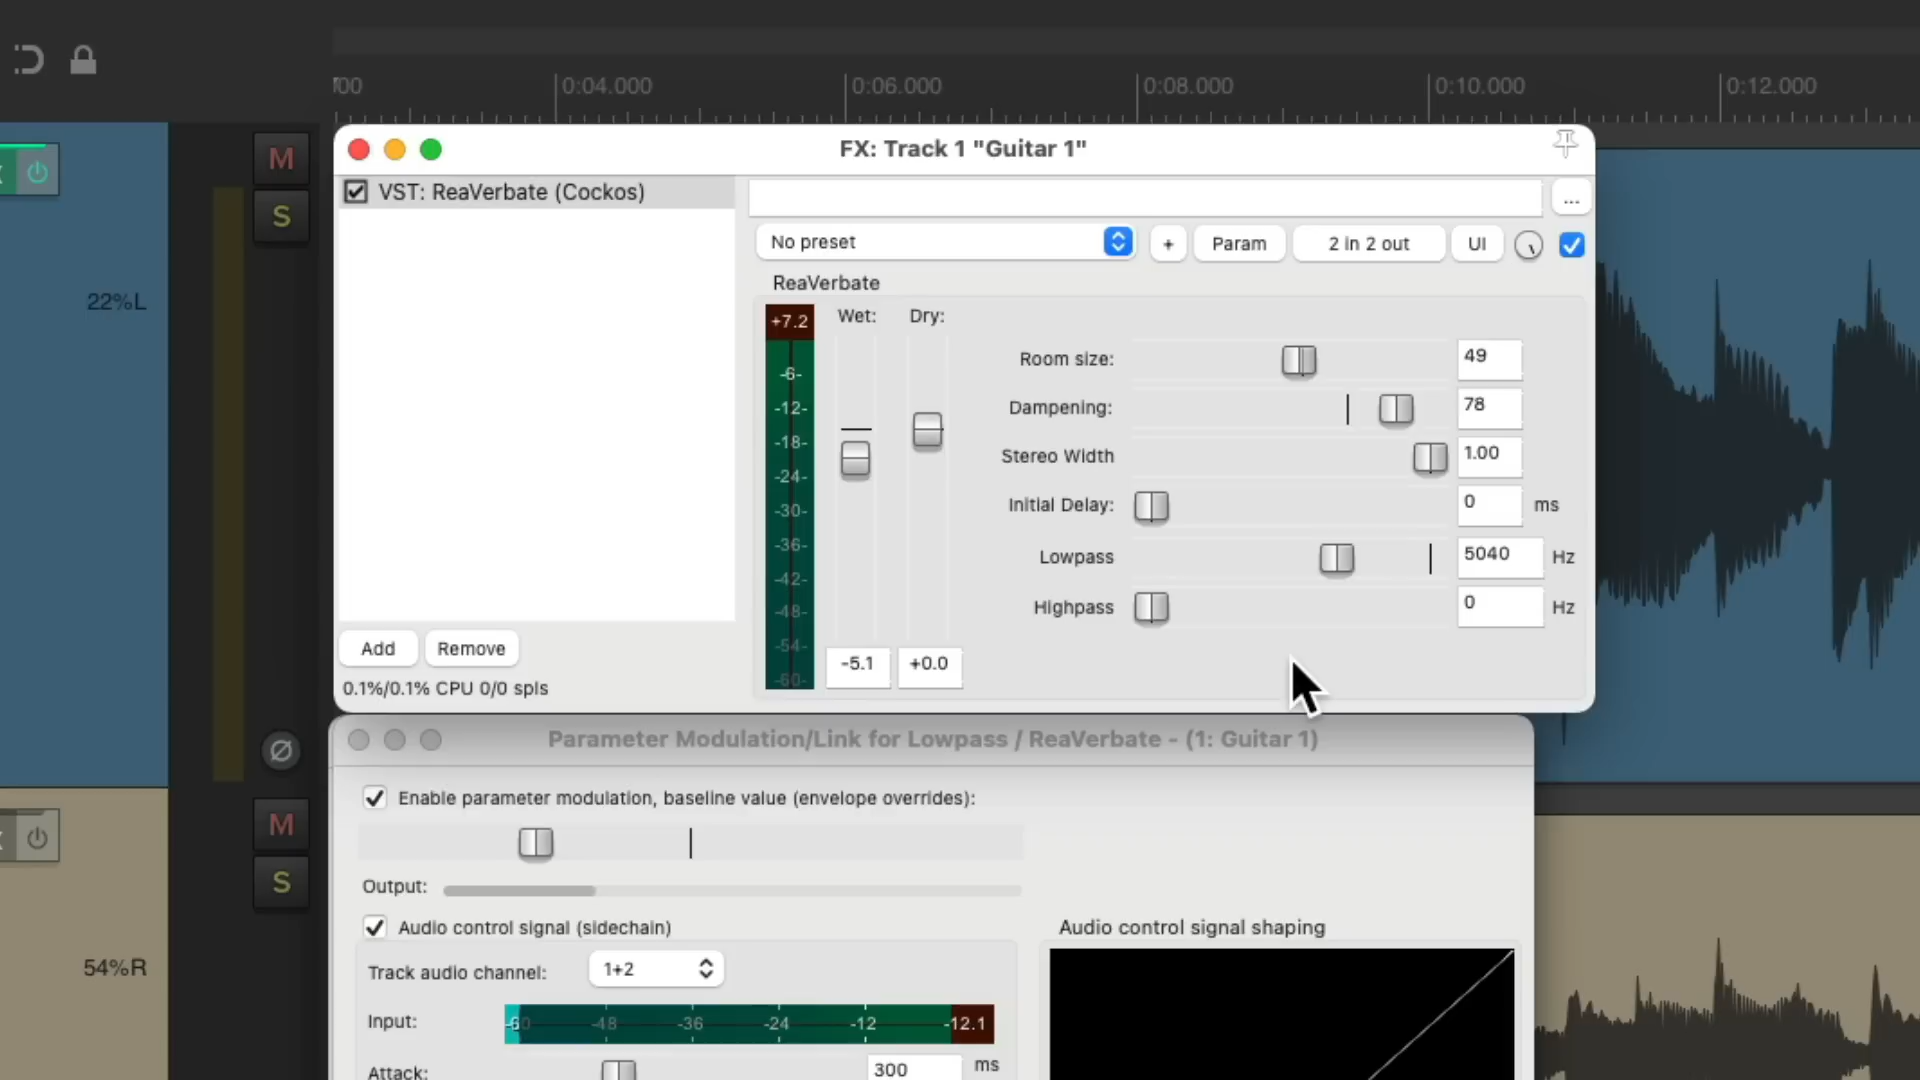 0:04.000 0:06.000 0:08.000 0:10.000 0:12.000
M
S
22%L
FX: Track 1 "Guitar 1"
VST: ReaVerbate (Cockos)
...
No preset
+
Param
2 in 2 out
UI
ReaVerbate
+7.2
Wet: Dry:
-6-
-12-
-18-
-24-
-30-
-36-
-42-
-48-
-54-
-60-
-5.1
+0.0
Room size: 49
Dampening: 78
Stereo Width 1.00
Initial Delay: 0 ms
Lowpass 5040 Hz
Highpass 0 Hz
Add Remove
0.1%/0.1% CPU 0/0 spls
Parameter Modulation/Link for Lowpass / ReaVerbate - (1: Guitar 1)
Enable parameter modulation, baseline value (envelope overrides):
Output:
Audio control signal (sidechain)
Track audio channel: 1+2
Input: -60 -48 -36 -24 -12 -12.1
Attack: 300 ms
Audio control signal shaping
M
S
54%R